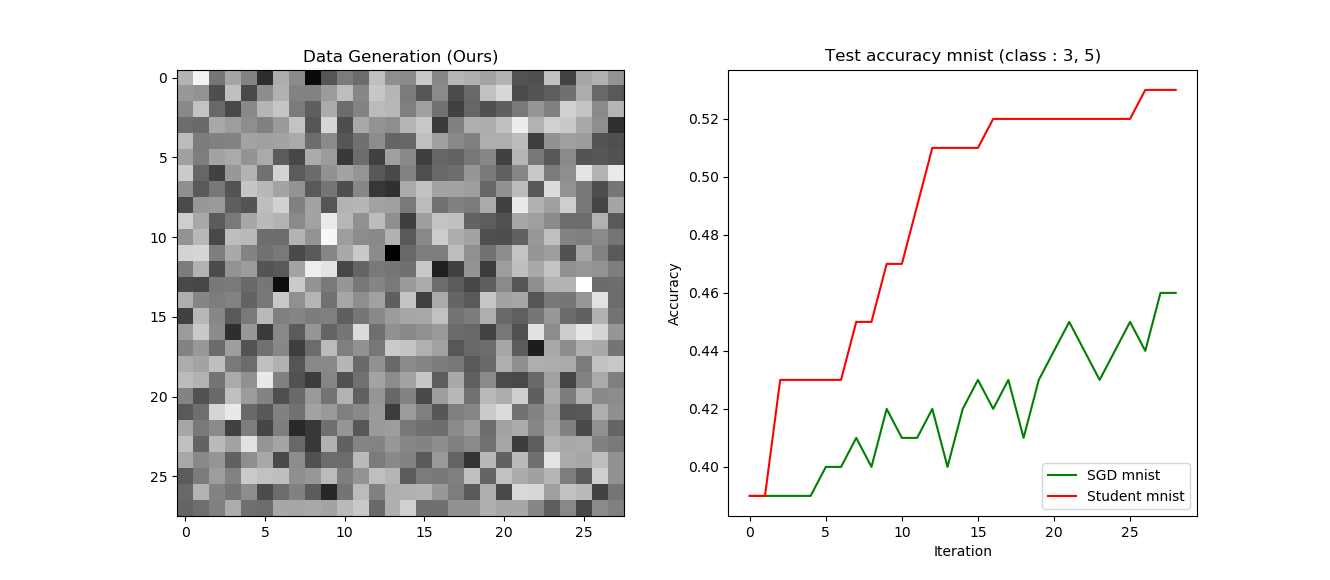 Data Generation (Ours)
0
5
10
15
20
25
0 5 10 15 20 25
Test accuracy mnist (class : 3, 5)
Accuracy
0.52
0.50
0.48
0.46
0.44
0.42
0.40
SGD mnist
Student mnist
0 5 10 15 20 25
Iteration